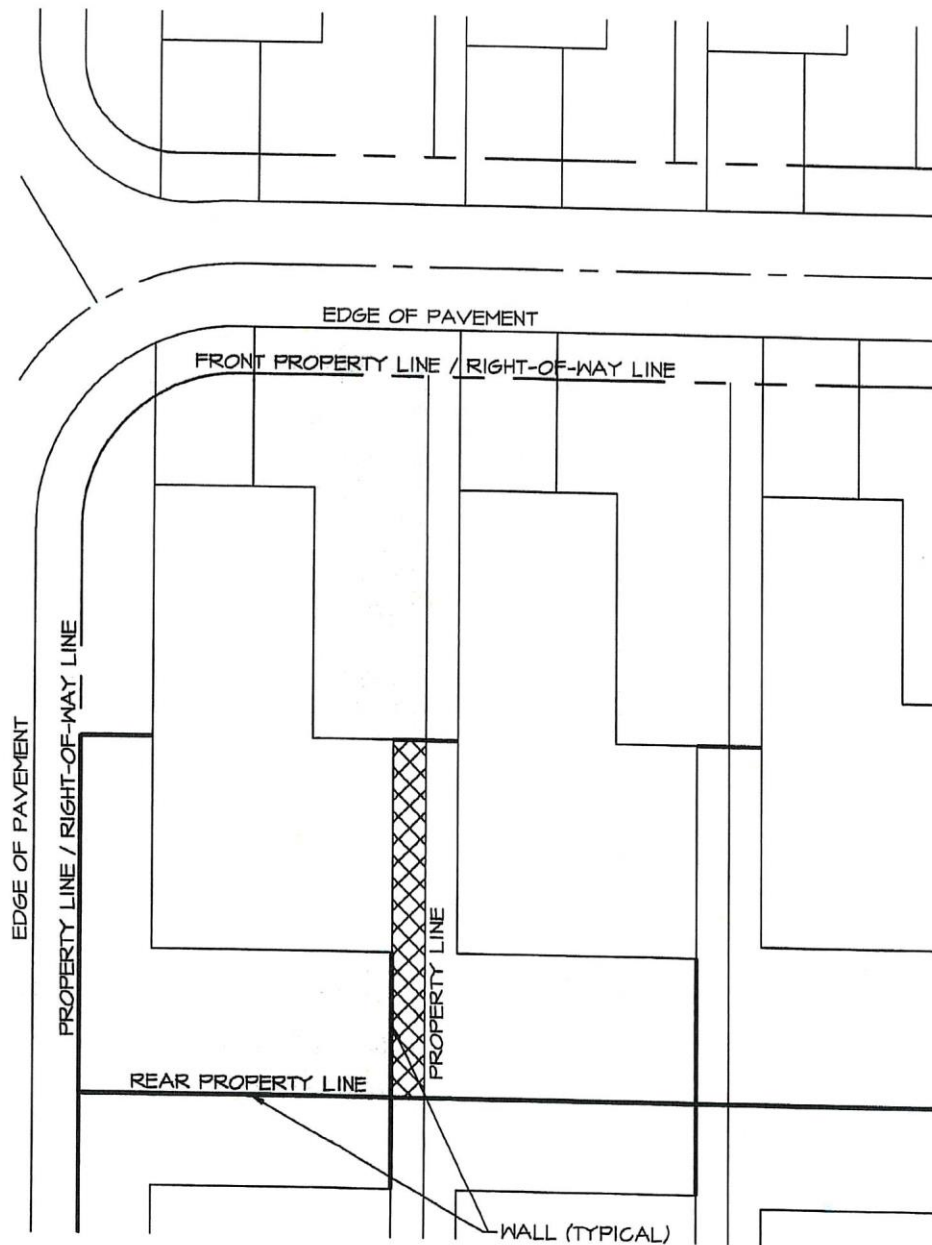 EDGE OF PAVEMENT
FRONT PROPERTY LINE / RIGHT-OF-WAY LINE
EDGE OF PAVEMENT
PROPERTY LINE / RIGHT-OF-WAY LINE
PROPERTY LINE
REAR PROPERTY LINE
WALL (TYPICAL)